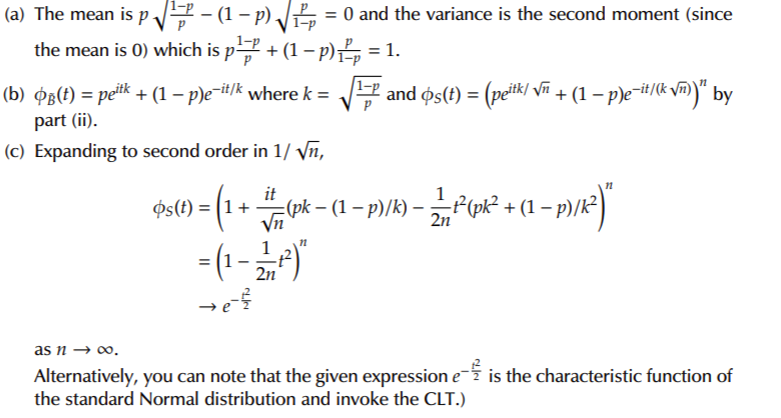 (a) The mean is $p\sqrt{\frac{1-p}{p}} - (1-p)\sqrt{\frac{p}{1-p}} = 0$ and the variance is the second moment (since
the mean is 0) which is $p\frac{1-p}{p} + (1-p)\frac{p}{1-p} = 1$.
(b) $\phi_{\tilde{B}}(t) = pe^{itk} + (1-p)e^{-it/k}$ where $k = \sqrt{\frac{1-p}{p}}$ and $\phi_S(t) = \left(pe^{itk/\sqrt{n}} + (1-p)e^{-it/(k\sqrt{n})}\right)^n$ by
part (ii).
(c) Expanding to second order in $1/\sqrt{n}$,
$\phi_S(t) = \left(1 + \frac{it}{\sqrt{n}}(pk - (1-p)/k) - \frac{1}{2n}t^2(pk^2 + (1-p)/k^2)\right)^n$
$= \left(1 - \frac{1}{2n}t^2\right)^n$
$\to e^{-\frac{t^2}{2}}$
as $n \to \infty$.
Alternatively, you can note that the given expression $e^{-\frac{t^2}{2}}$ is the characteristic function of
the standard Normal distribution and invoke the CLT.)